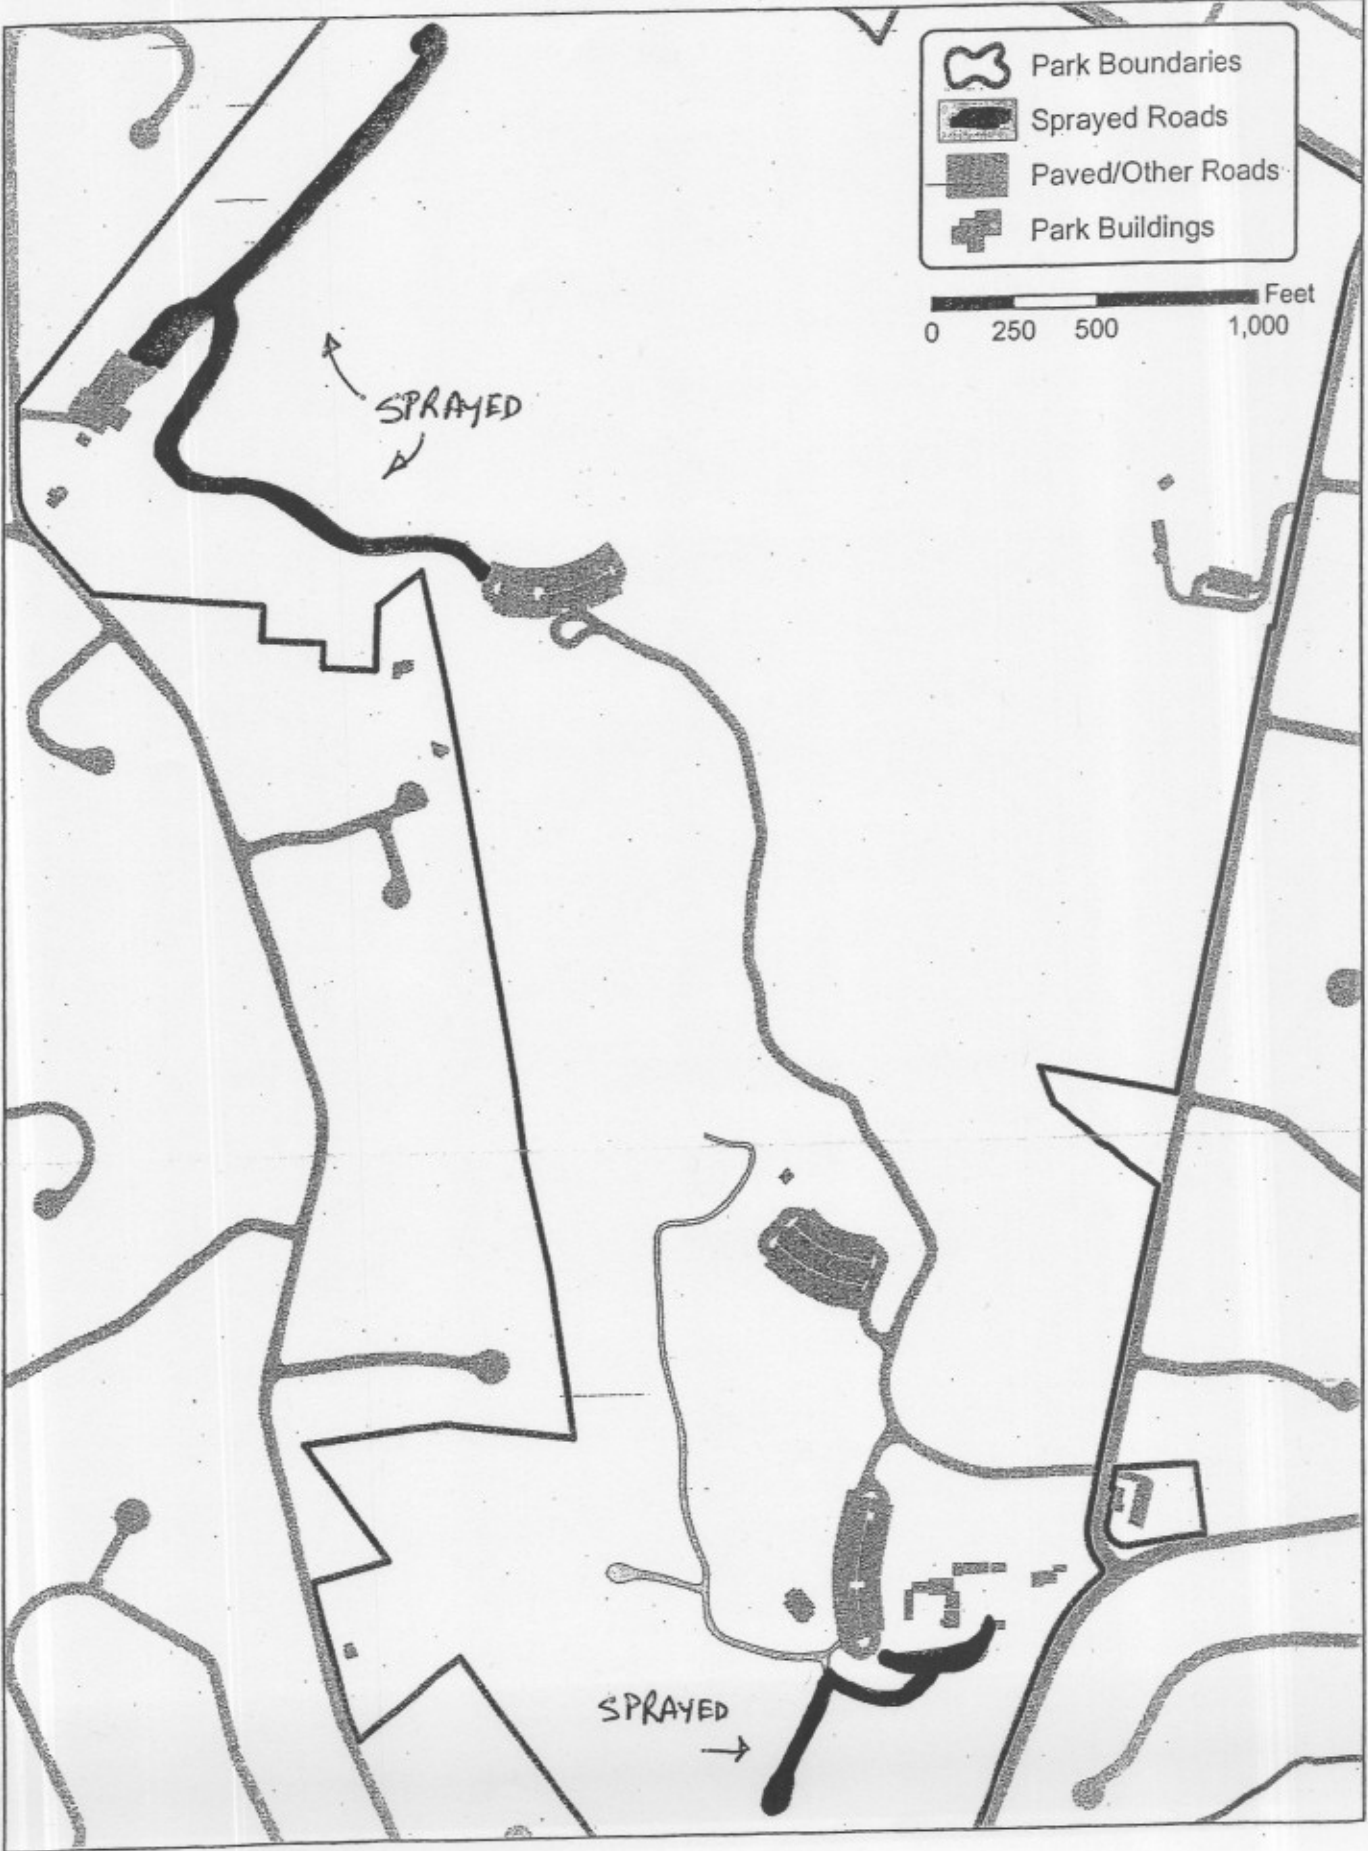 Park Boundaries
Sprayed Roads
Paved/Other Roads
Park Buildings
Feet
0 250 500 1,000
SPRAYED
SPRAYED